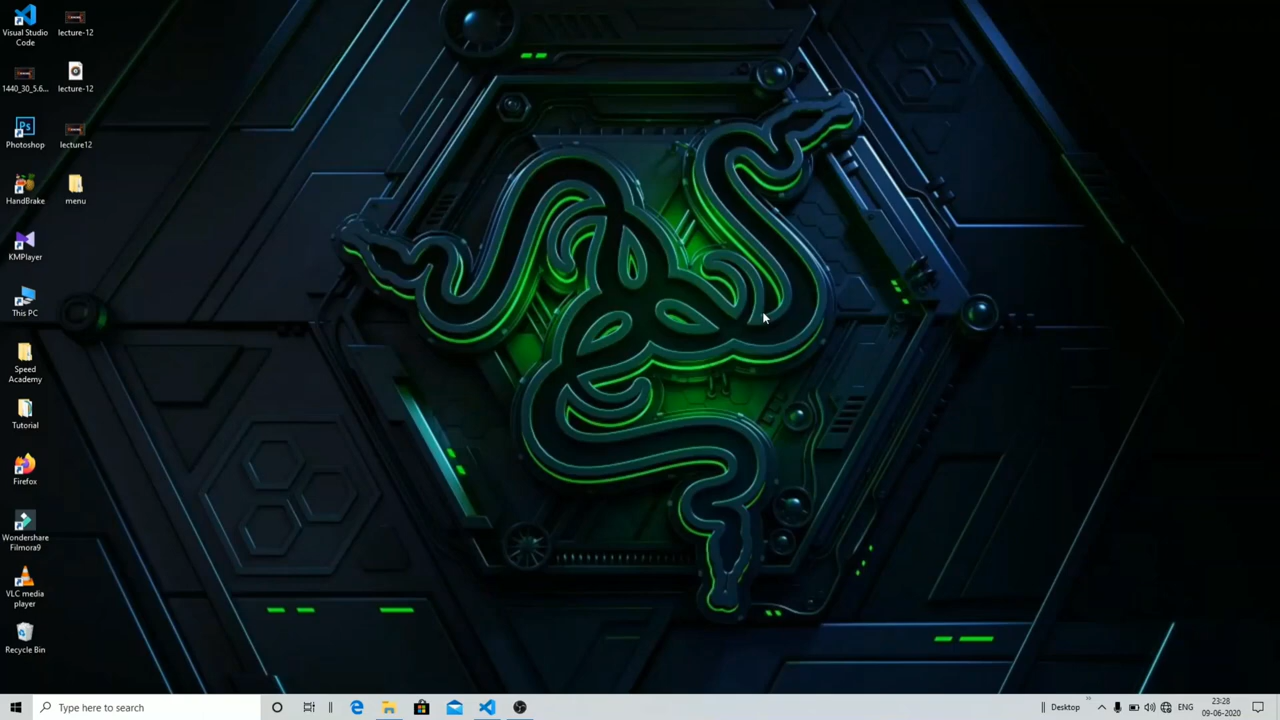 Visual Studio
Code
lecture-12
1440_30_5.6...
lecture-12
Ps
Photoshop
lecture12
HandBrake
menu
KMPlayer
This PC
Speed
Academy
Tutorial
Firefox
Wondershare
Filmora9
VLC media
player
Recycle Bin
Type here to search
Desktop
ENG
23:28
09-06-2020